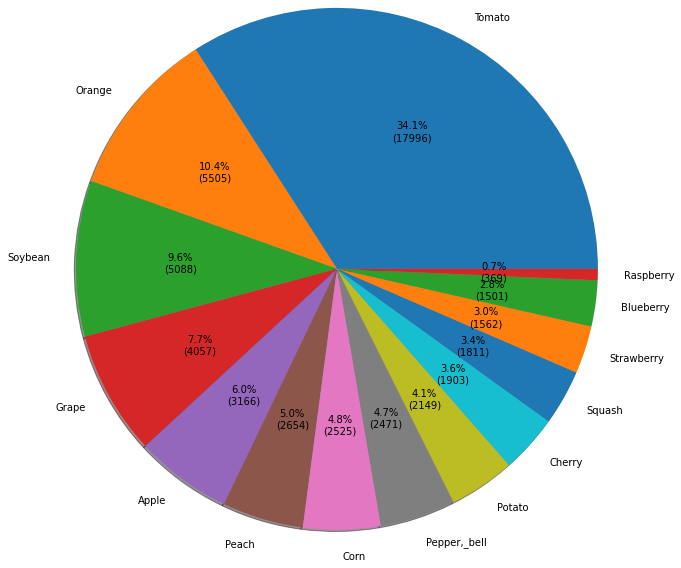 Tomato
34.1%
(17996)
Orange
10.4%
(5505)
Soybean
9.6%
(5088)
Grape
7.7%
(4057)
Apple
6.0%
(3166)
Peach
5.0%
(2654)
Corn
4.8%
(2525)
Pepper,_bell
4.7%
(2471)
Potato
4.1%
(2149)
Cherry
3.6%
(1903)
Squash
3.4%
(1811)
Strawberry
3.0%
(1562)
Blueberry
2.8%
(1501)
Raspberry
0.7%
(369)